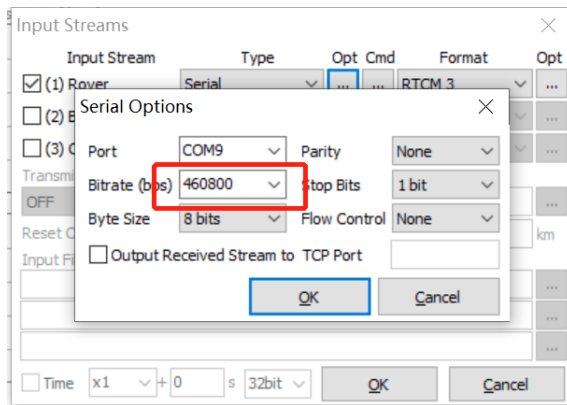 Input Streams
Input Stream Type Opt Cmd Format Opt
(1) Rover Serial ... ... RTCM 3 ...
(2) ...
Serial Options
(3) ...
Port COM9 Parity None
Transmi
Bitrate (bps) 460800 Stop Bits 1 bit
OFF ...
Byte Size 8 bits Flow Control None
Reset km
Output Received Stream to TCP Port
Input Fi
...
OK Cancel
...
...
Time x1 + 0 s 32bit OK Cancel